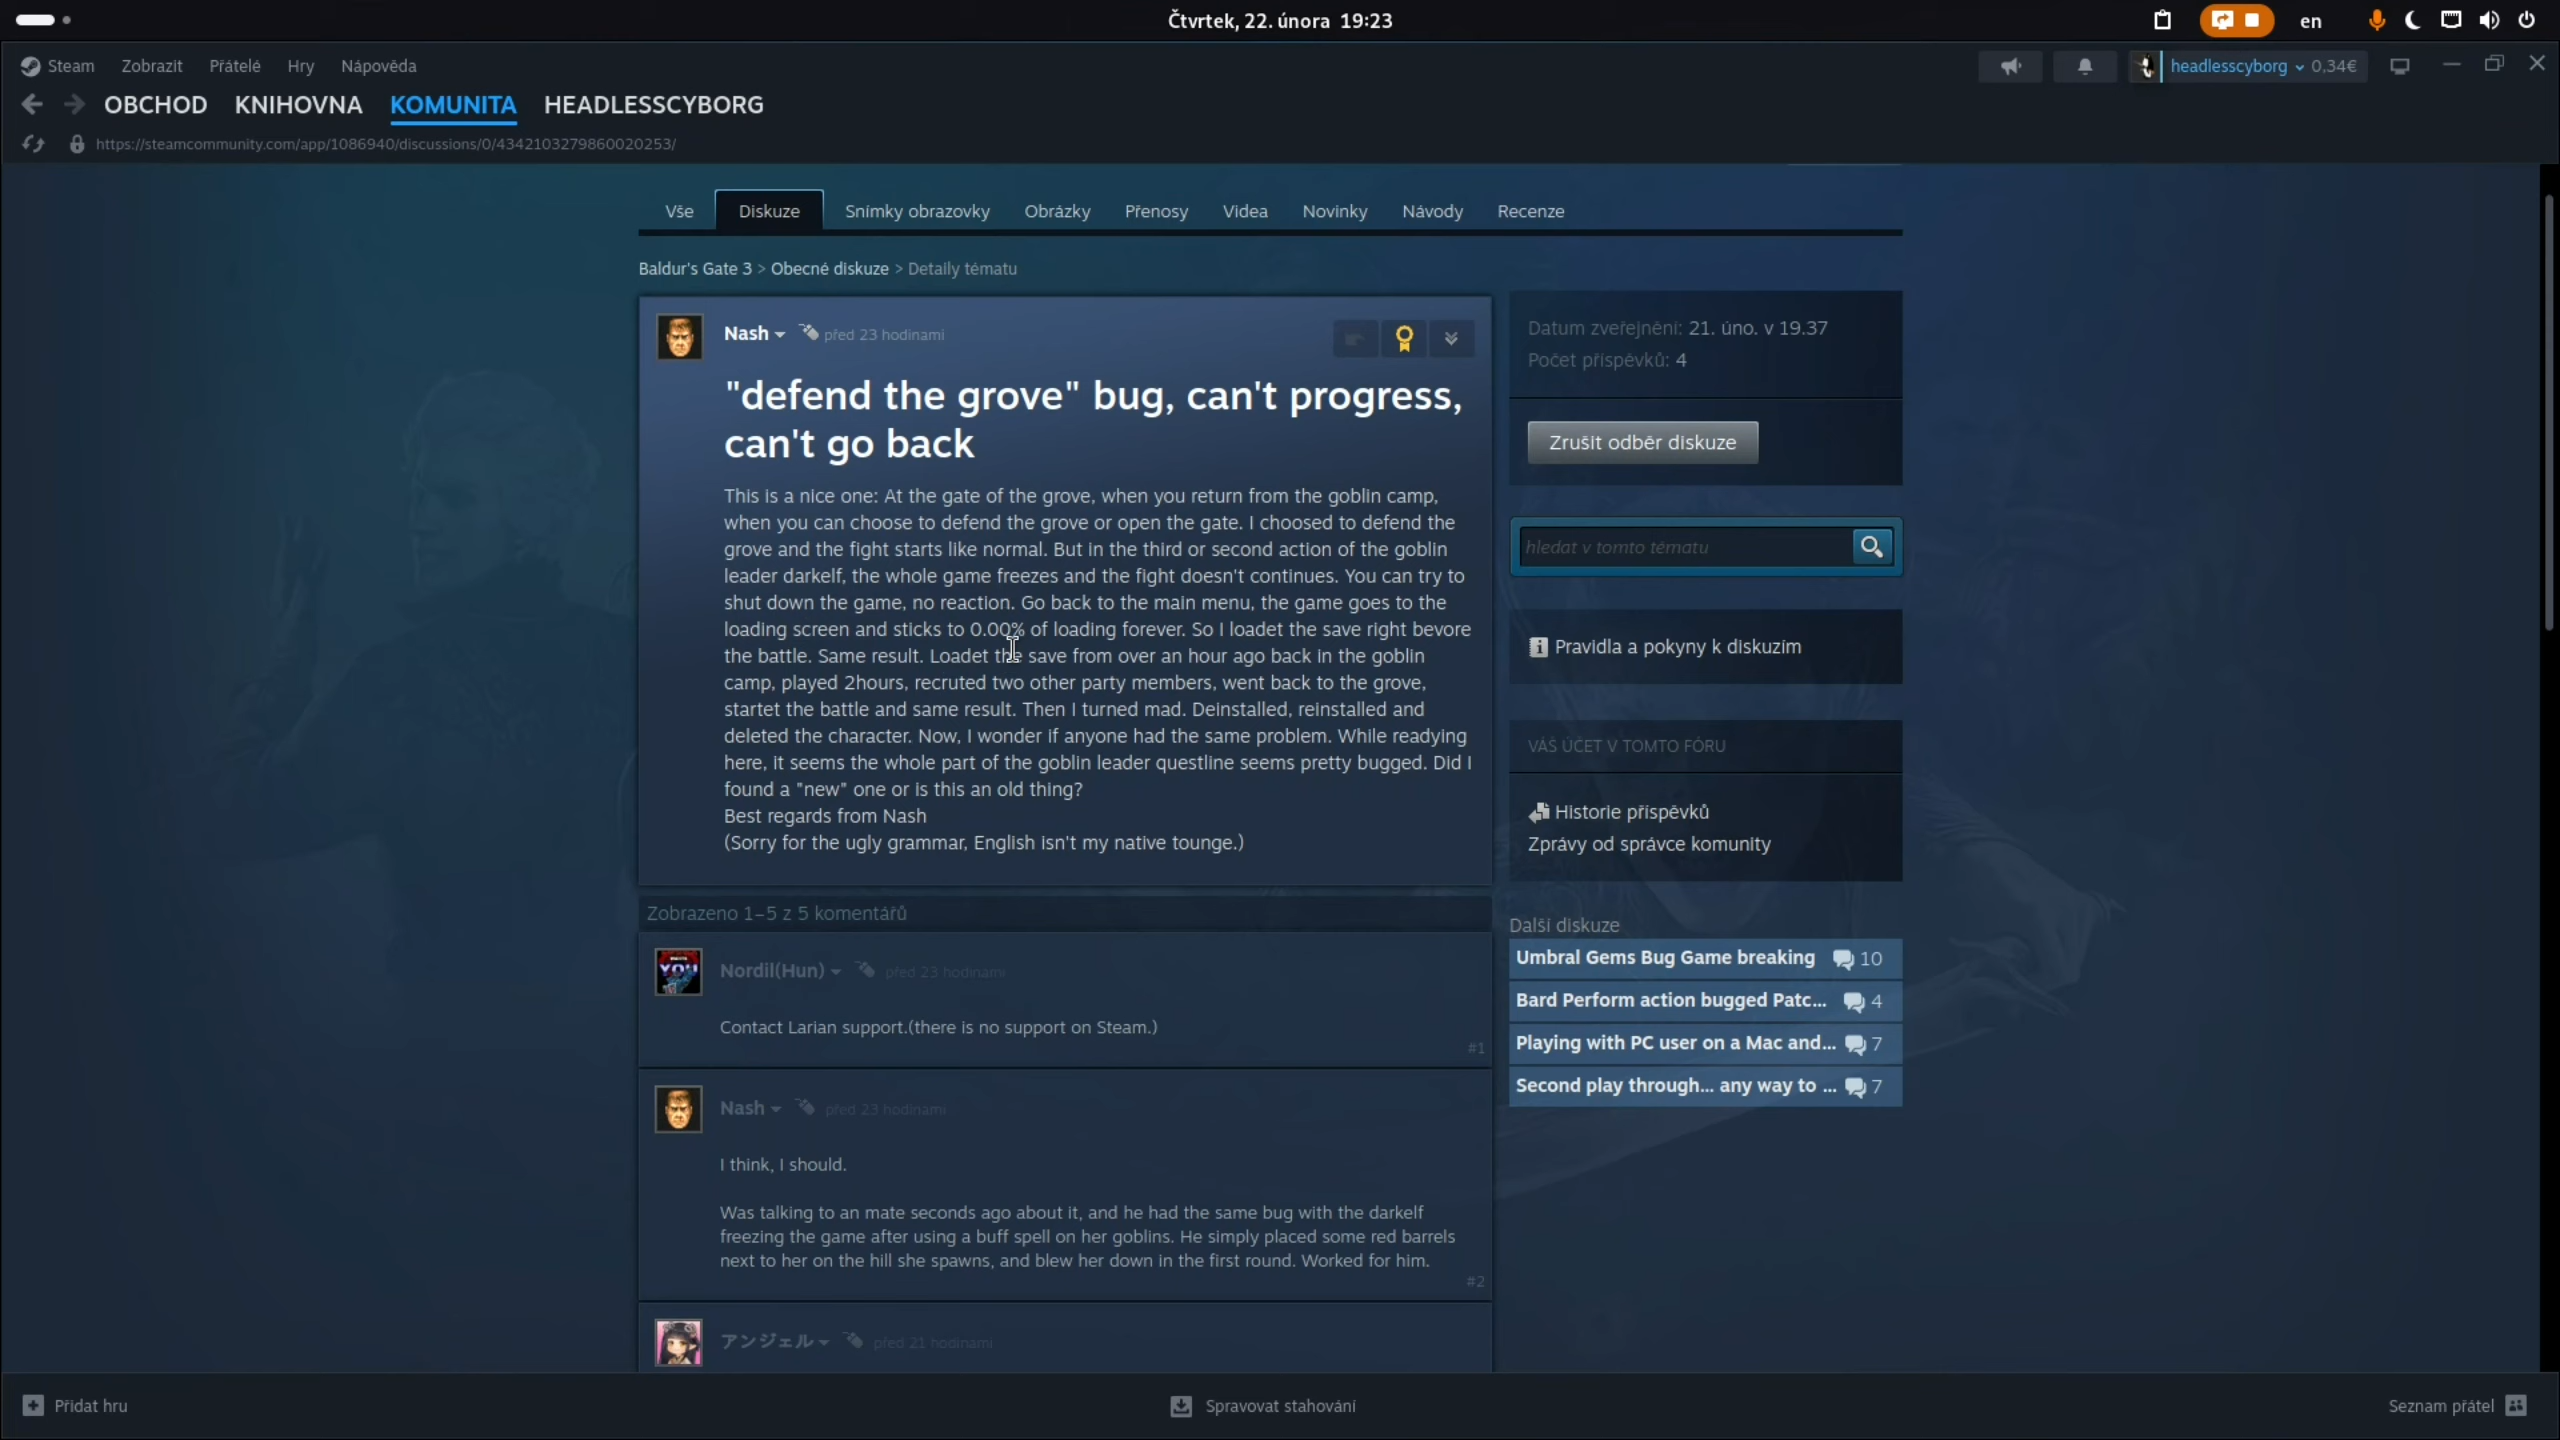 Čtvrtek, 22. února 19:23
en
Steam Zobrazit Přátelé Hry Nápověda
headlesscyborg 0,34€
OBCHOD KNIHOVNA KOMUNITA HEADLESSCYBORG
https://steamcommunity.com/app/1086940/discussions/0/4342103279860020253/
Vše Diskuze Snímky obrazovky Obrázky Přenosy Videa Novinky Návody Recenze
Baldur's Gate 3 > Obecné diskuze > Detaily tématu
Nash před 23 hodinami
"defend the grove" bug, can't progress,
can't go back
This is a nice one: At the gate of the grove, when you return from the goblin camp,
when you can choose to defend the grove or open the gate. I choosed to defend the
grove and the fight starts like normal. But in the third or second action of the goblin
leader darkelf, the whole game freezes and the fight doesn't continues. You can try to
shut down the game, no reaction. Go back to the main menu, the game goes to the
loading screen and sticks to 0.00% of loading forever. So I loadet the save right bevore
the battle. Same result. Loadet the save from over an hour ago back in the goblin
camp, played 2hours, recruted two other party members, went back to the grove,
startet the battle and same result. Then I turned mad. Deinstalled, reinstalled and
deleted the character. Now, I wonder if anyone had the same problem. While readying
here, it seems the whole part of the goblin leader questline seems pretty bugged. Did I
found a "new" one or is this an old thing?
Best regards from Nash
(Sorry for the ugly grammar, English isn't my native tounge.)
Zobrazeno 1–5 z 5 komentářů
Nordil(Hun) před 23 hodinami
Contact Larian support.(there is no support on Steam.)
#1
Nash před 23 hodinami
I think, I should.
Was talking to an mate seconds ago about it, and he had the same bug with the darkelf
freezing the game after using a buff spell on her goblins. He simply placed some red barrels
next to her on the hill she spawns, and blew her down in the first round. Worked for him.
#2
アンジェル před 21 hodinami
Datum zveřejnění: 21. úno. v 19.37
Počet příspěvků: 4
Zrušit odběr diskuze
hledat v tomto tématu
Pravidla a pokyny k diskuzím
VÁŠ ÚČET V TOMTO FÓRU
Historie příspěvků
Zprávy od správce komunity
Další diskuze
Umbral Gems Bug Game breaking 10
Bard Perform action bugged Patc... 4
Playing with PC user on a Mac and... 7
Second play through... any way to ... 7
Přidat hru
Spravovat stahování
Seznam přátel